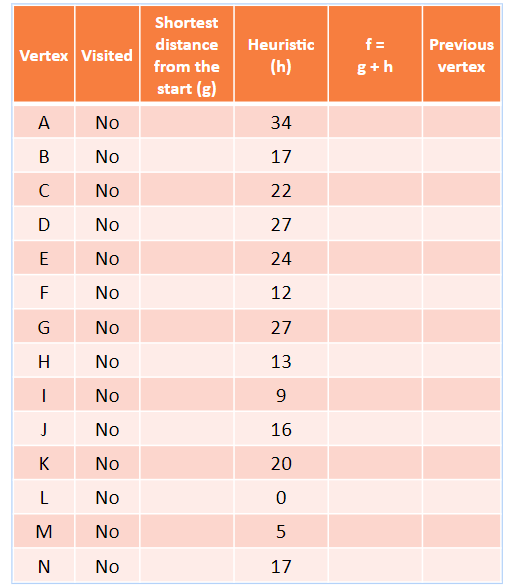 Vertex Visited Shortest distance from the start (g) Heuristic (h) f = g + h Previous vertex
A No 34
B No 17
C No 22
D No 27
E No 24
F No 12
G No 27
H No 13
I No 9
J No 16
K No 20
L No 0
M No 5
N No 17